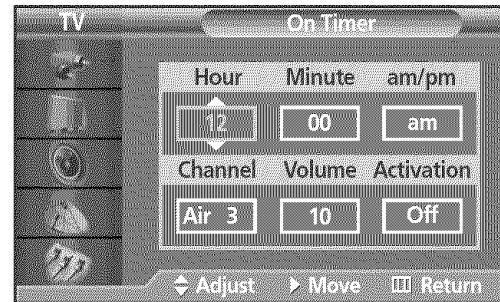 TV On Timer
Hour Minute am/pm
12 00 am
Channel Volume Activation
Air 3 10 Off
Adjust Move Return